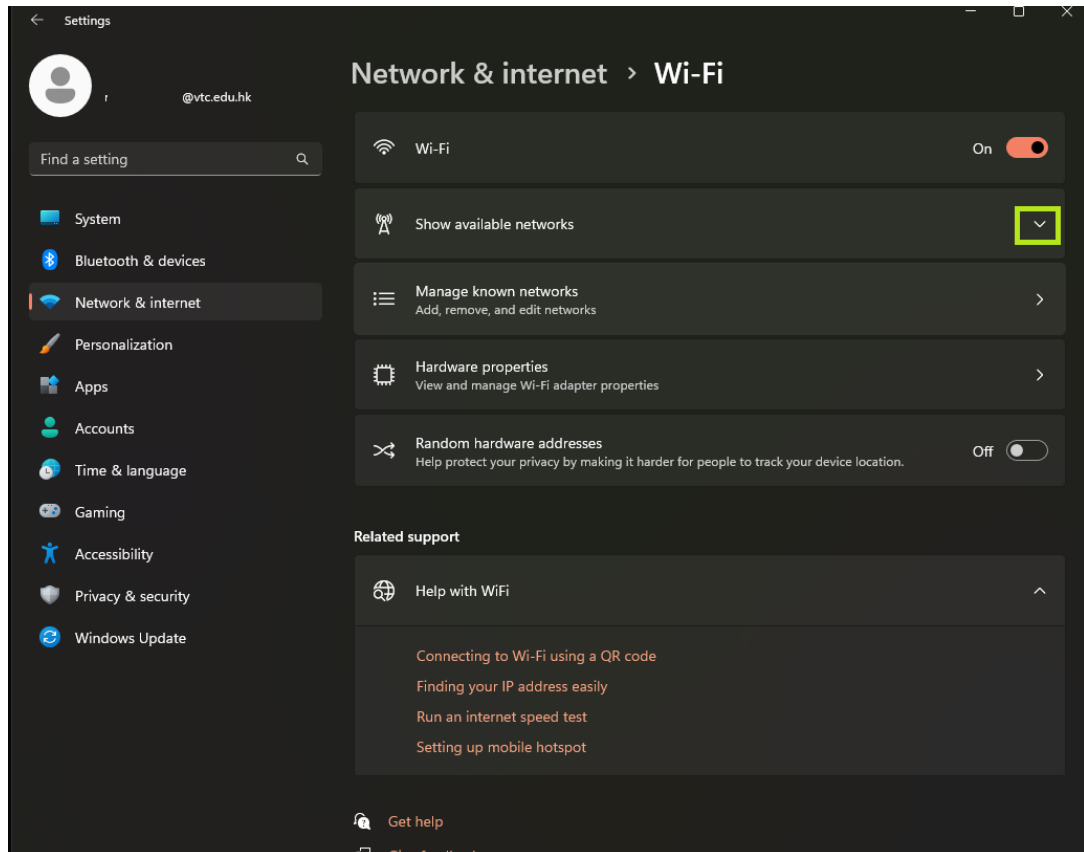 Settings
@vtc.edu.hk
Find a setting
System
Bluetooth & devices
Network & internet
Personalization
Apps
Accounts
Time & language
Gaming
Accessibility
Privacy & security
Windows Update
Network & internet > Wi-Fi
Wi-Fi
On
Show available networks
Manage known networks
Add, remove, and edit networks
Hardware properties
View and manage Wi-Fi adapter properties
Random hardware addresses
Help protect your privacy by making it harder for people to track your device location.
Off
Related support
Help with WiFi
Connecting to Wi-Fi using a QR code
Finding your IP address easily
Run an internet speed test
Setting up mobile hotspot
Get help